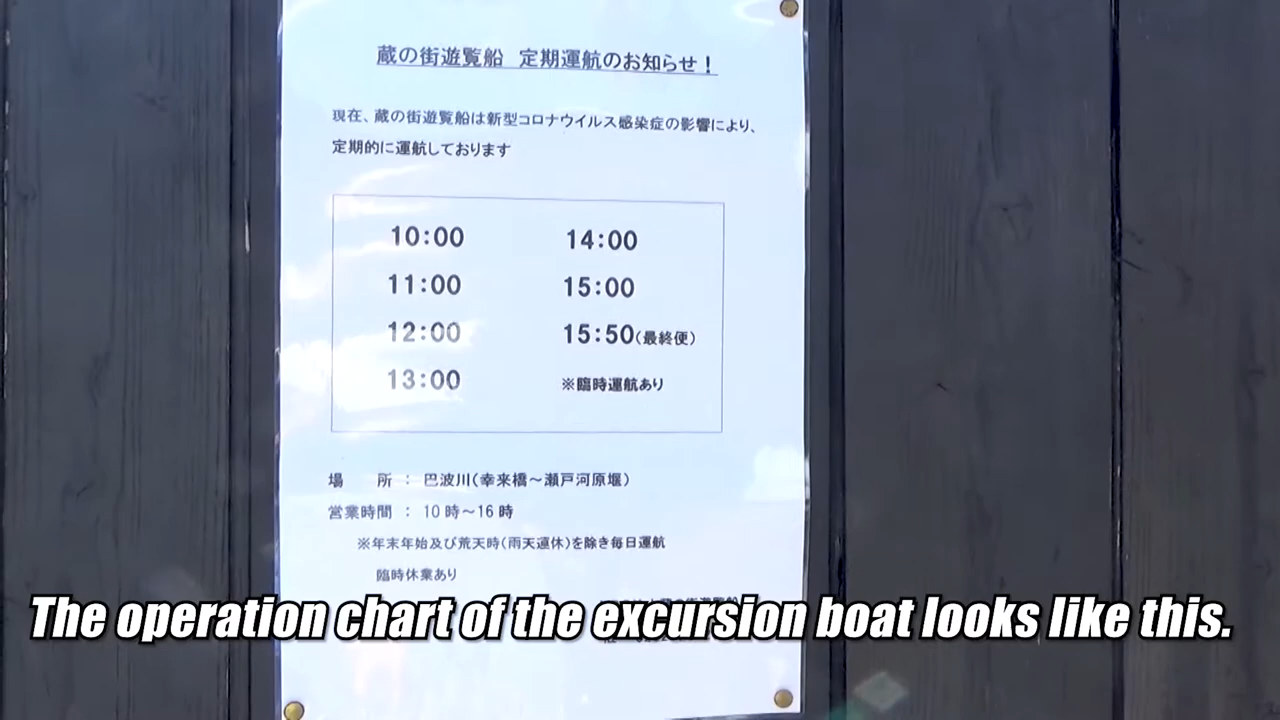 蔵の街遊覧船 定期運航のお知らせ！
現在、蔵の街遊覧船は新型コロナウイルス感染症の影響により、
定期的に運航しております
10:00 14:00
11:00 15:00
12:00 15:50(最終便)
13:00 ※臨時運航あり
場 所 ： 巴波川(幸来橋～瀬戸河原堰)
営業時間 ： 10時～16時
※年末年始及び荒天時(雨天運休)を除き毎日運航
臨時休業あり
The operation chart of the excursion boat looks like this.